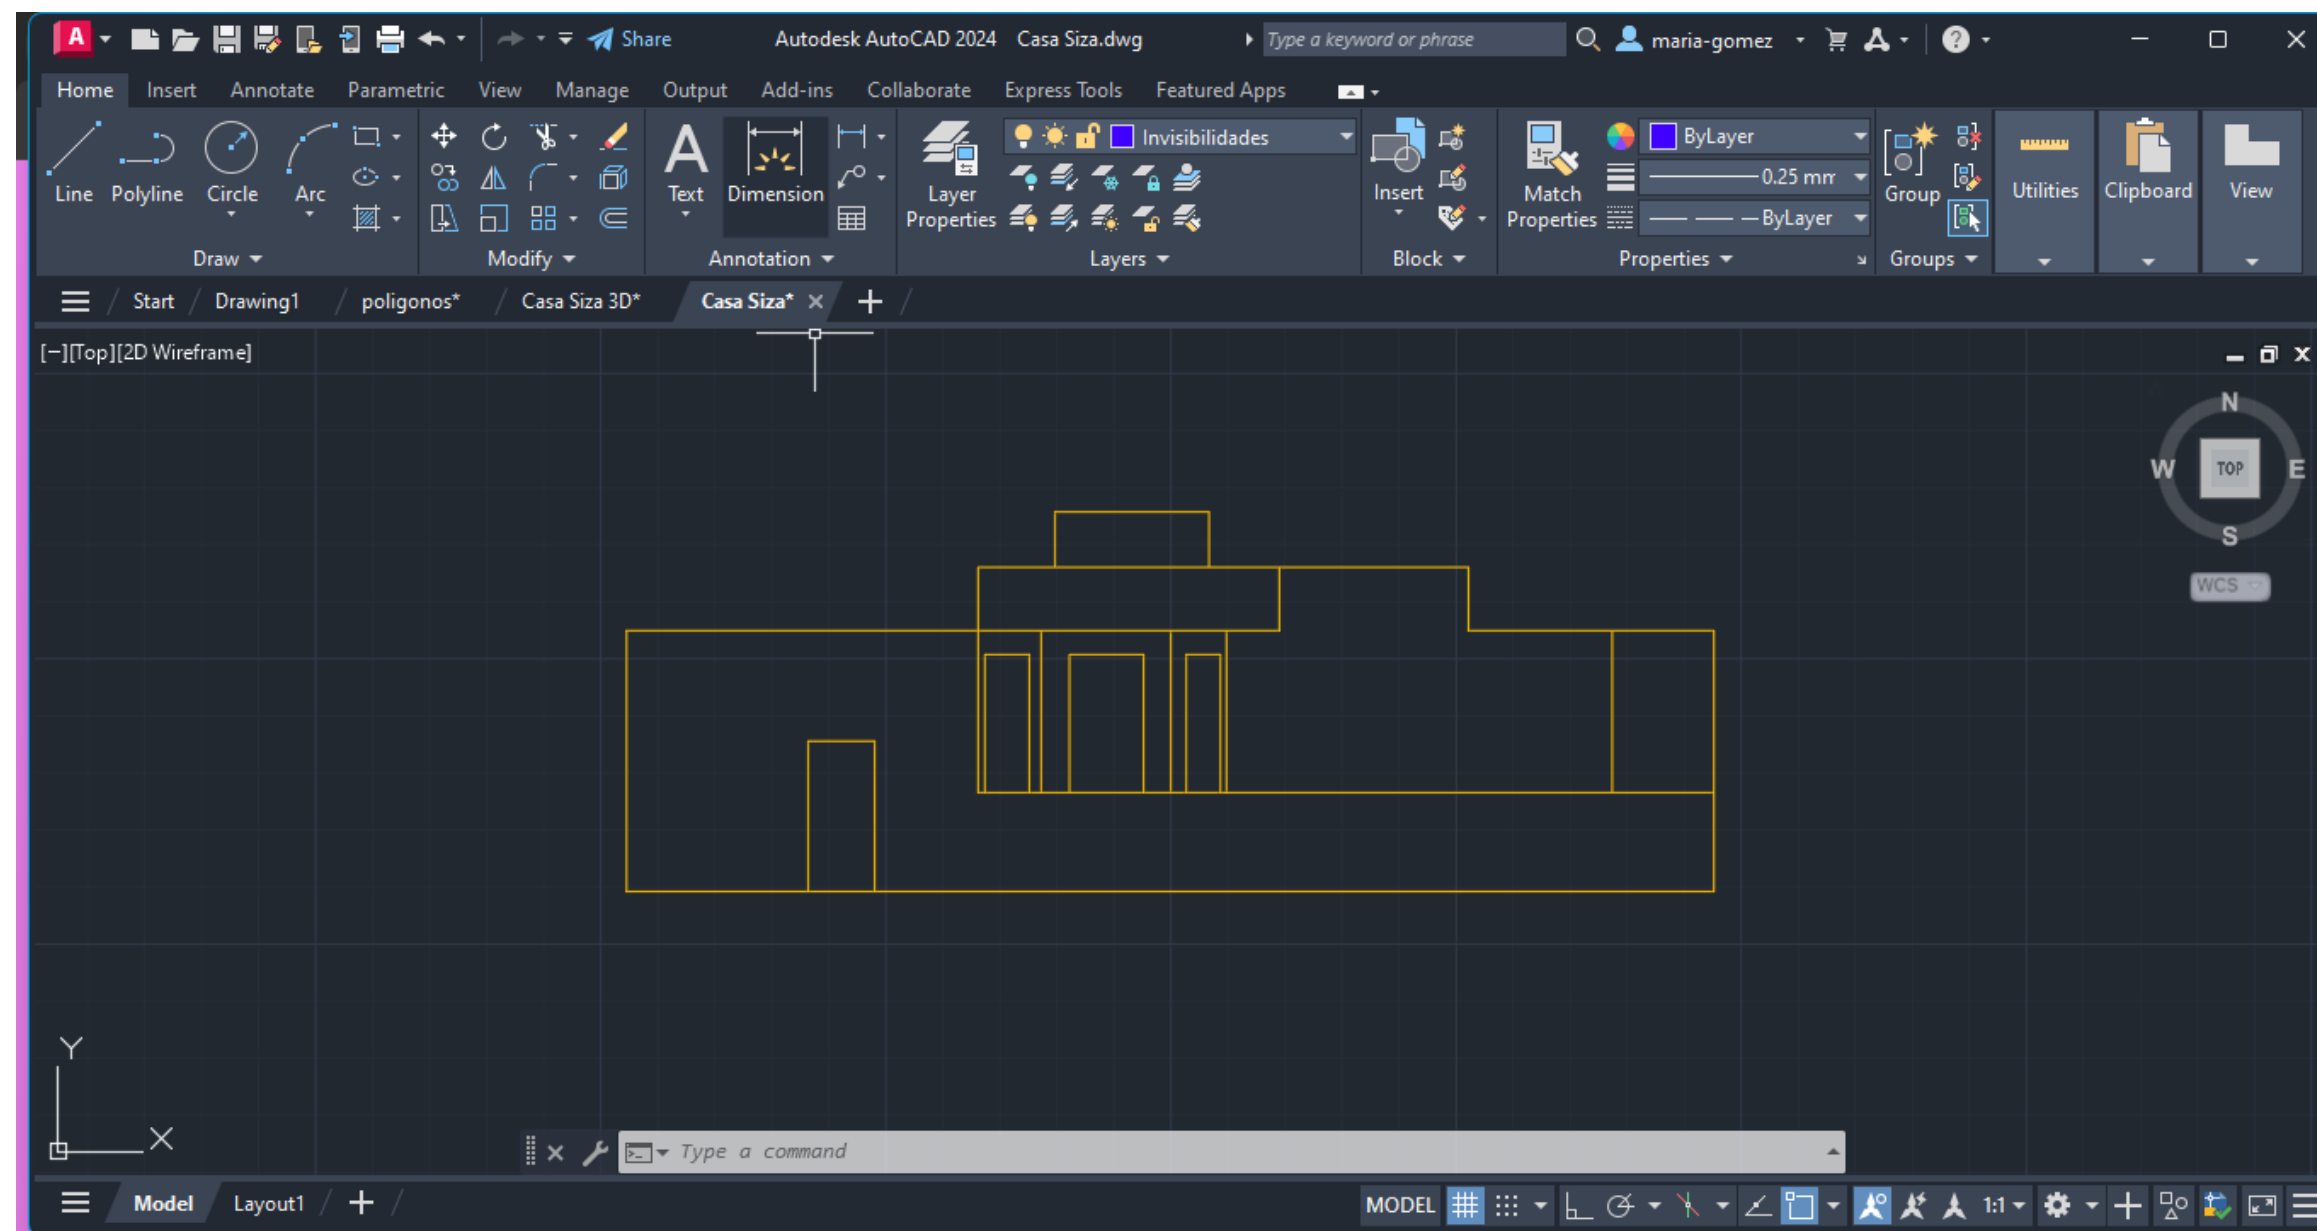 A Share Autodesk AutoCAD 2024 Casa Siza.dwg Type a keyword or phrase maria-gomez ?
Home Insert Annotate Parametric View Manage Output Add-ins Collaborate Express Tools Featured Apps
Invisibilidades ByLayer
A 0.25 mm
Line Polyline Circle Arc Text Dimension Layer Properties Insert Match Properties ByLayer Group Utilities Clipboard View
Draw Modify Annotation Layers Block Properties Groups
Start Drawing1 poligonos* Casa Siza 3D* Casa Siza*
[−][Top][2D Wireframe]
N
W TOP E
S
WCS
Y
X
Type a command
Model Layout1 MODEL 1:1